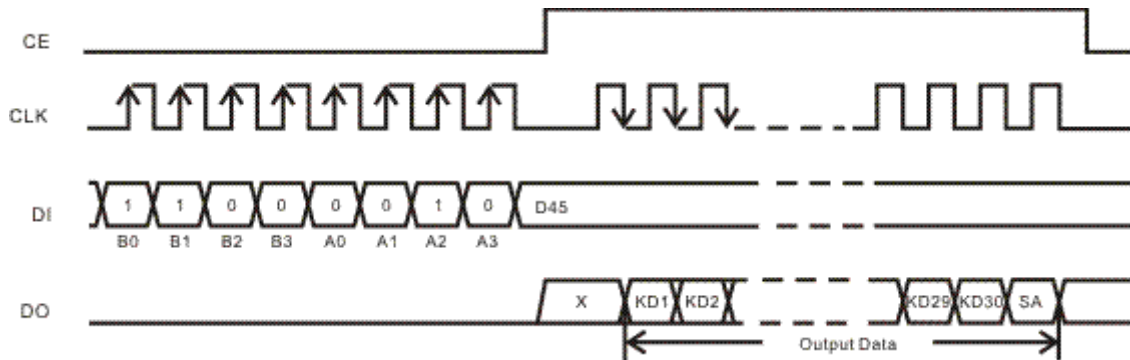 CE
CLK
DI
1 1 0 0 0 0 1 0 D45
B0 B1 B2 B3 A0 A1 A2 A3
DO
X KD1 KD2 KD29 KD30 SA
Output Data